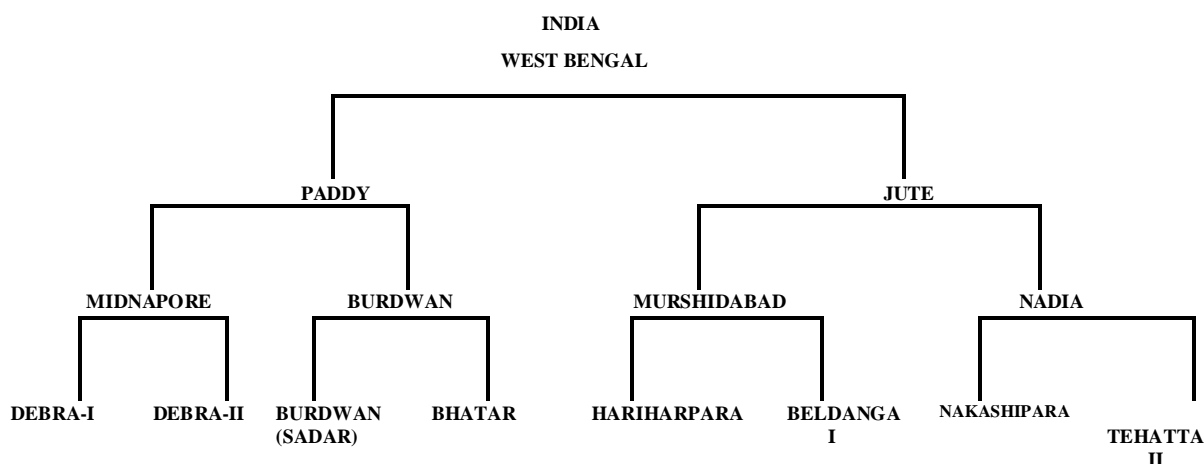 INDIA
WEST BENGAL
PADDY
JUTE
MIDNAPORE
BURDWAN
MURSHIDABAD
NADIA
DEBRA-I
DEBRA-II
BURDWAN
(SADAR)
BHATAR
HARIHARPARA
BELDANGA
I
NAKASHIPARA
TEHATTA
II